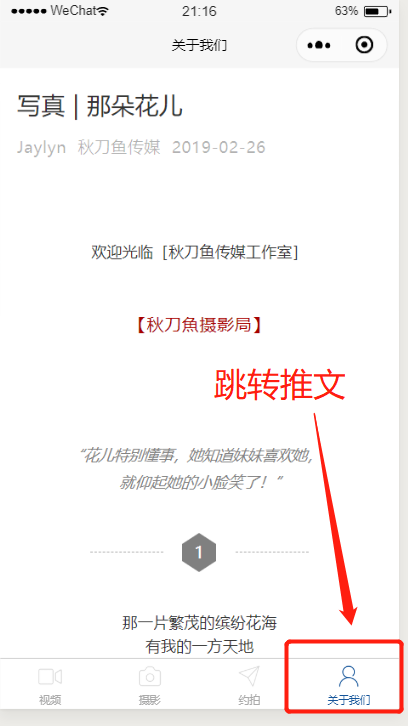 WeChat 21:16 63%
关于我们
写真 | 那朵花儿
Jaylyn 秋刀鱼传媒 2019-02-26
欢迎光临［秋刀鱼传媒工作室］
【秋刀魚摄影局】
跳转推文
“花儿特别懂事，她知道妹妹喜欢她，
就仰起她的小脸笑了！”
1
那一片繁茂的缤纷花海
有我的一方天地
视频 摄影 约拍 关于我们